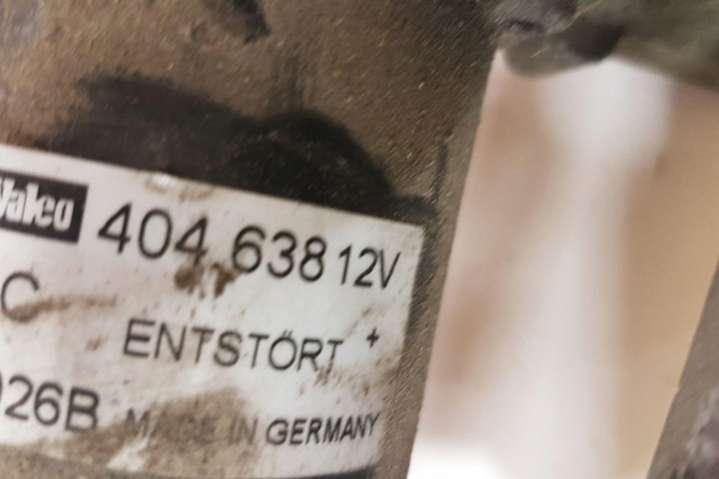 Valeo 404 638 12V
C ENTSTÖRT +
026B MADE IN GERMANY